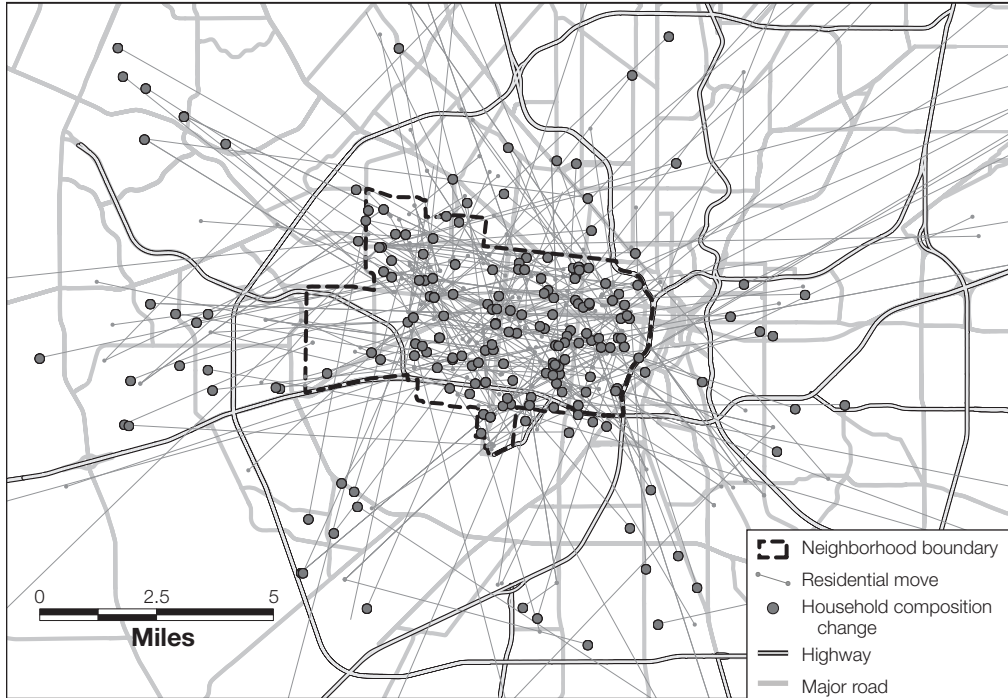 0 2.5 5
Miles
Neighborhood boundary
Residential move
Household composition
change
Highway
Major road